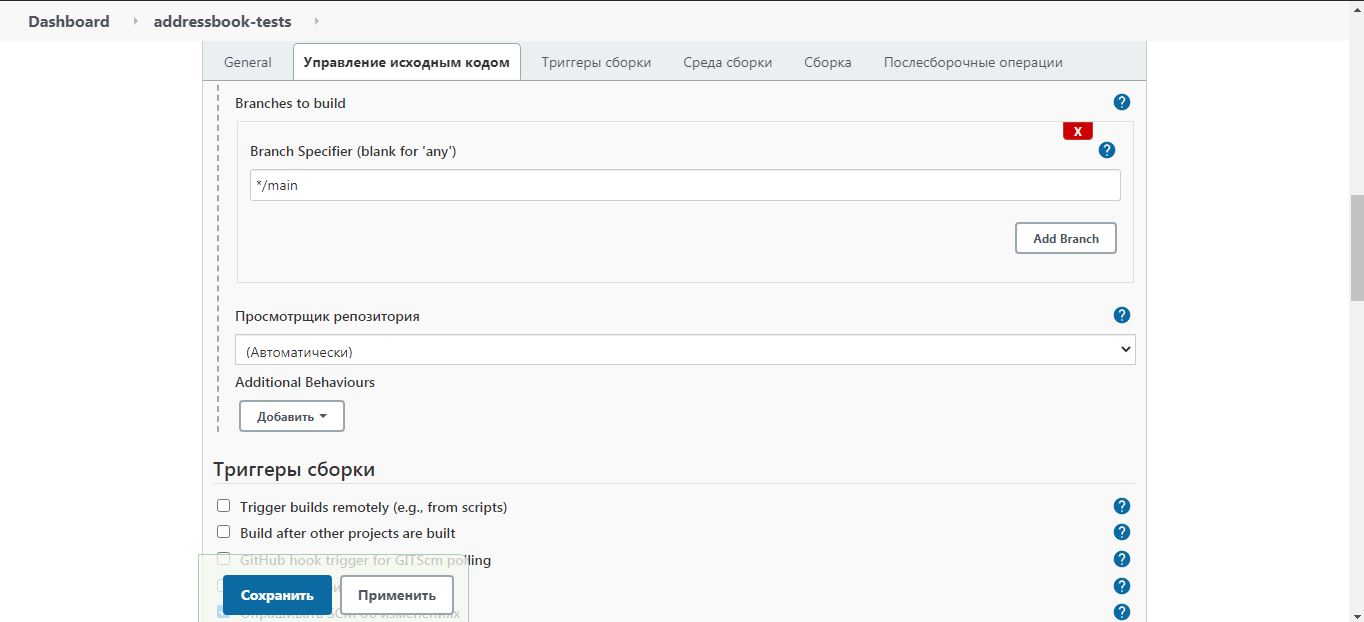 Dashboard addressbook-tests
General Управление исходным кодом Триггеры сборки Среда сборки Сборка Послесборочные операции
Branches to build ?
X
Branch Specifier (blank for 'any') ?
*/main
Add Branch
Просмотрщик репозитория ?
(Автоматически)
Additional Behaviours
Добавить
Триггеры сборки
Trigger builds remotely (e.g., from scripts) ?
Build after other projects are built ?
GitHub hook trigger for GITScm polling ?
?
Сохранить Применить
Опрашивать SCM об изменениях ?